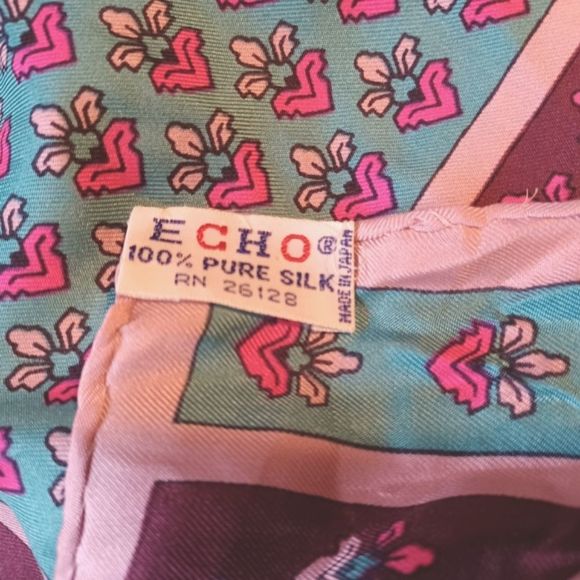 ECHO®
100% PURE SILK
RN 26128
MADE IN JAPAN